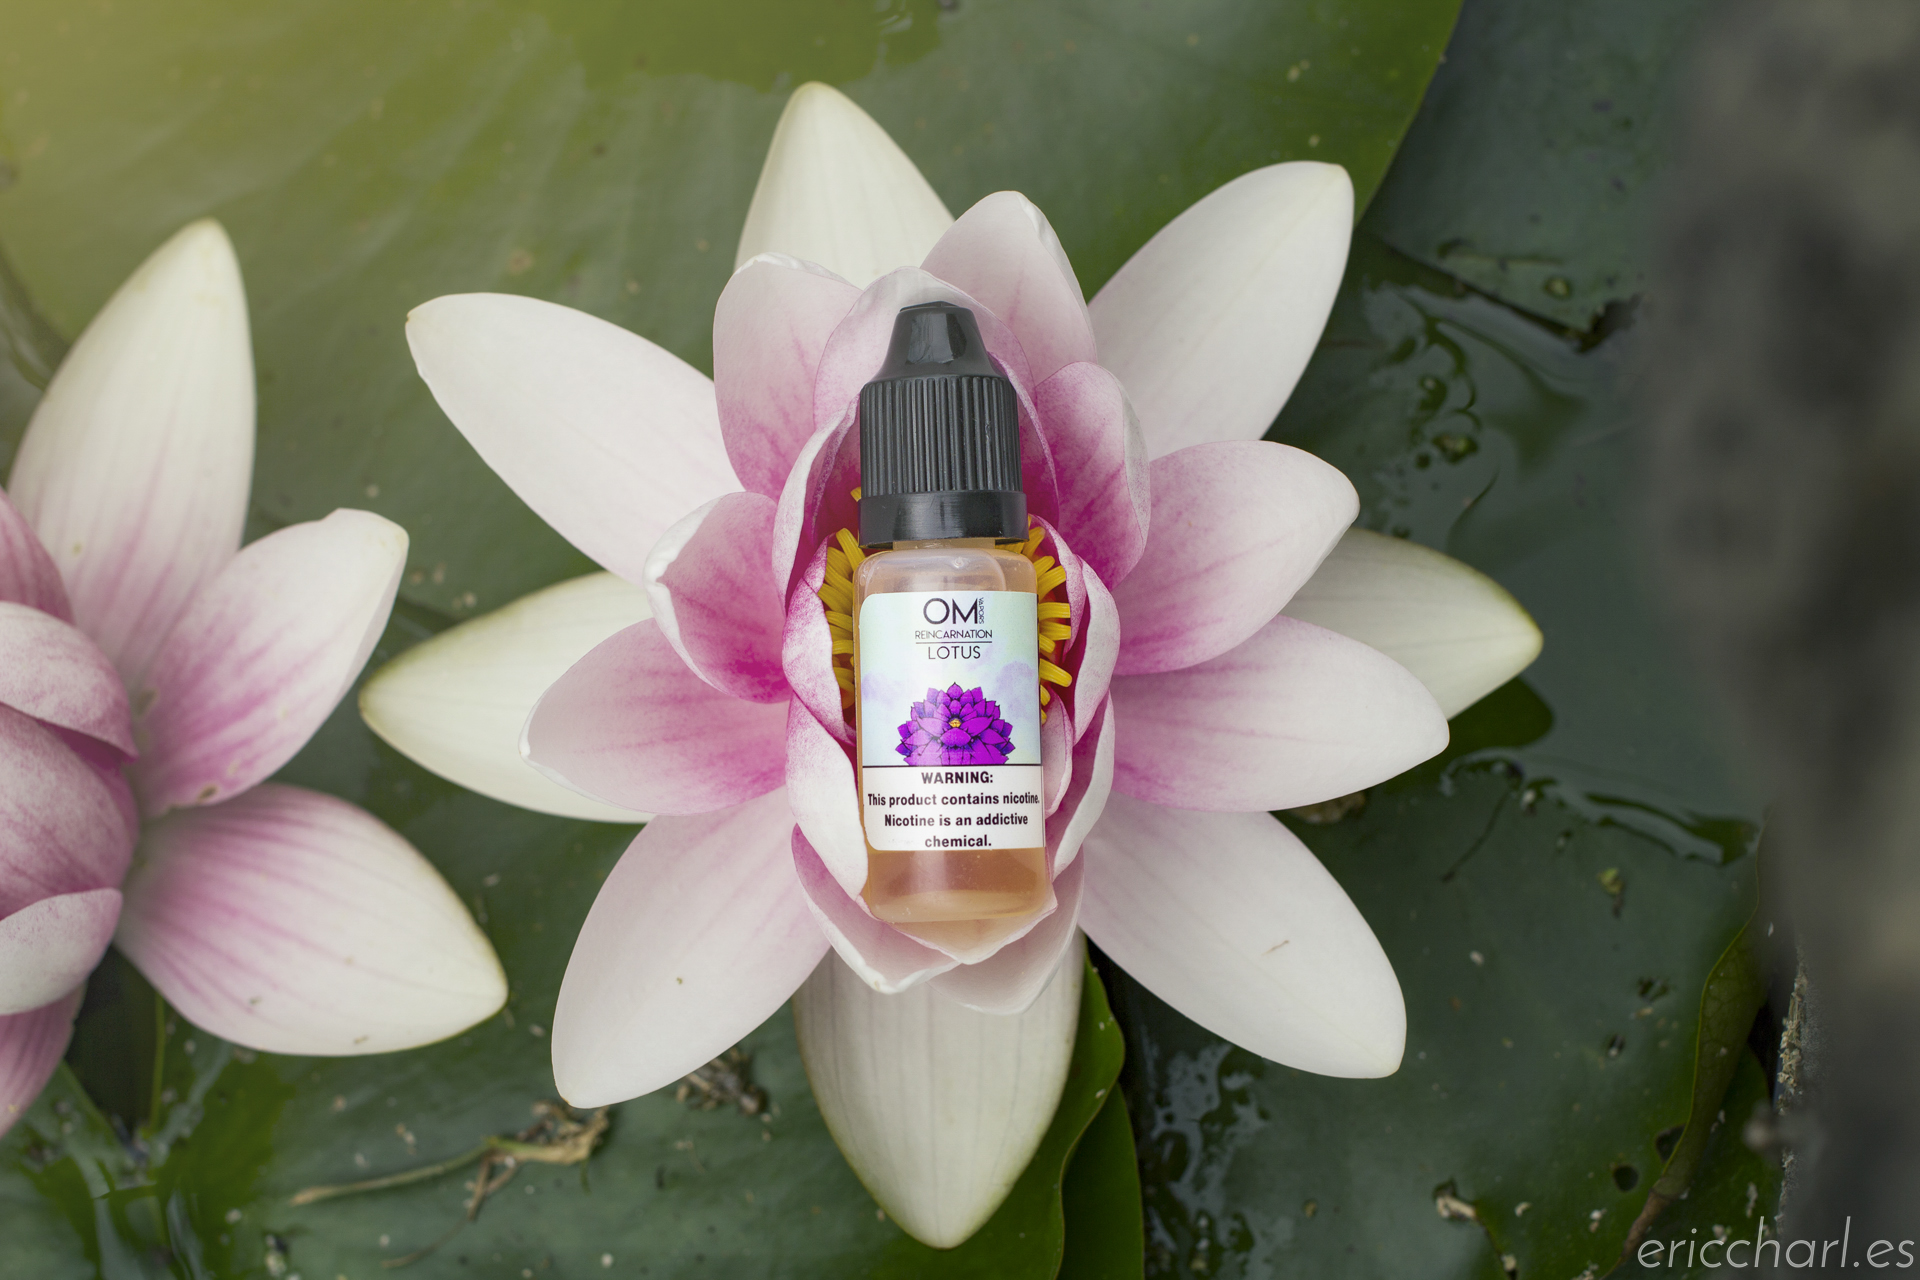 OM VAPORS
REINCARNATION
LOTUS
WARNING:
This product contains nicotine.
Nicotine is an addictive
chemical.
ericcharl.es